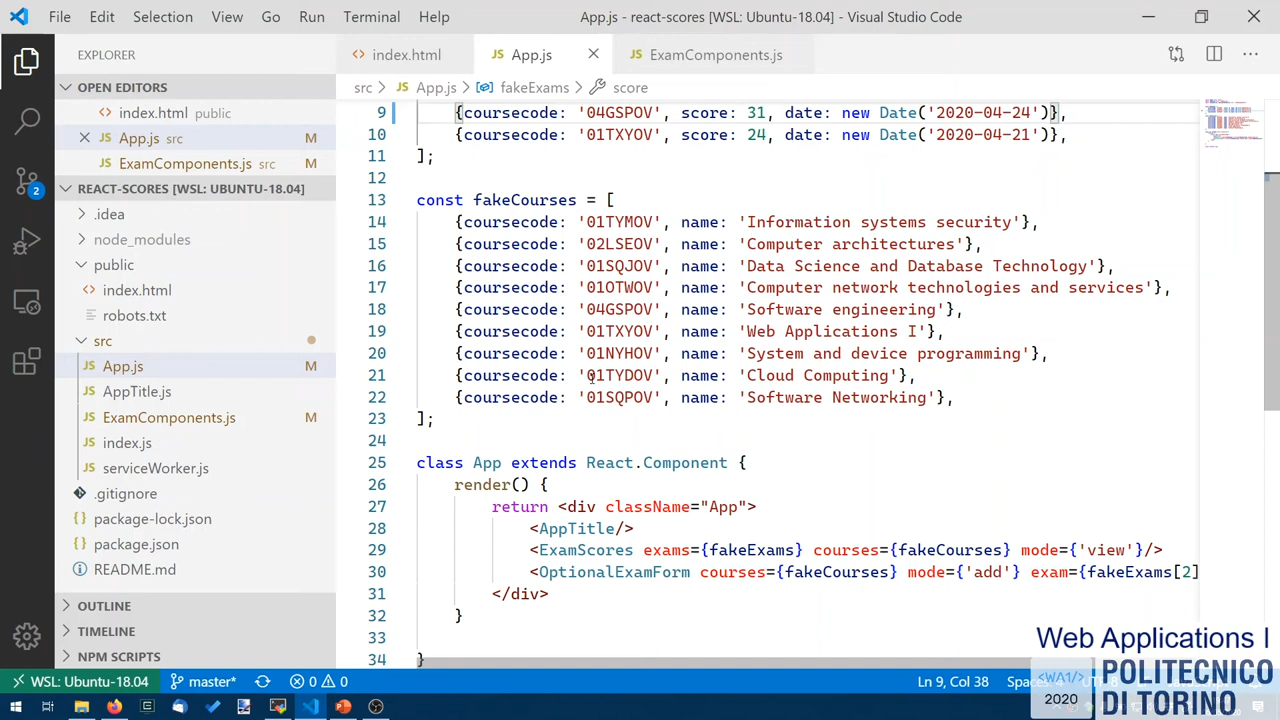 File Edit Selection View Go Run Terminal Help App.js - react-scores [WSL: Ubuntu-18.04] - Visual Studio Code
EXPLORER
OPEN EDITORS
index.html public
App.js src M
ExamComponents.js src M
REACT-SCORES [WSL: UBUNTU-18.04]
.idea
node_modules
public
index.html
robots.txt
src
App.js M
AppTitle.js
ExamComponents.js M
index.js
serviceWorker.js
.gitignore
package-lock.json
package.json
README.md
OUTLINE
TIMELINE
NPM SCRIPTS
2
index.html App.js ExamComponents.js
src > App.js > fakeExams > score
9 {coursecode: '04GSPOV', score: 31, date: new Date('2020-04-24')},
10 {coursecode: '01TXYOV', score: 24, date: new Date('2020-04-21')},
11 ];
12
13 const fakeCourses = [
14 {coursecode: '01TYMOV', name: 'Information systems security'},
15 {coursecode: '02LSEOV', name: 'Computer architectures'},
16 {coursecode: '01SQJOV', name: 'Data Science and Database Technology'},
17 {coursecode: '01OTWOV', name: 'Computer network technologies and services'},
18 {coursecode: '04GSPOV', name: 'Software engineering'},
19 {coursecode: '01TXYOV', name: 'Web Applications I'},
20 {coursecode: '01NYHOV', name: 'System and device programming'},
21 {coursecode: '01TYDOV', name: 'Cloud Computing'},
22 {coursecode: '01SQPOV', name: 'Software Networking'},
23 ];
24
25 class App extends React.Component {
26 render() {
27 return <div className="App">
28 <AppTitle/>
29 <ExamScores exams={fakeExams} courses={fakeCourses} mode={'view'}/>
30 <OptionalExamForm courses={fakeCourses} mode={'add'} exam={fakeExams[2]
31 </div>
32 }
33
34 }
WSL: Ubuntu-18.04 master* 0 0 Ln 9, Col 38
Web Applications I
<WA1/>
2020
POLITECNICO
DI TORINO